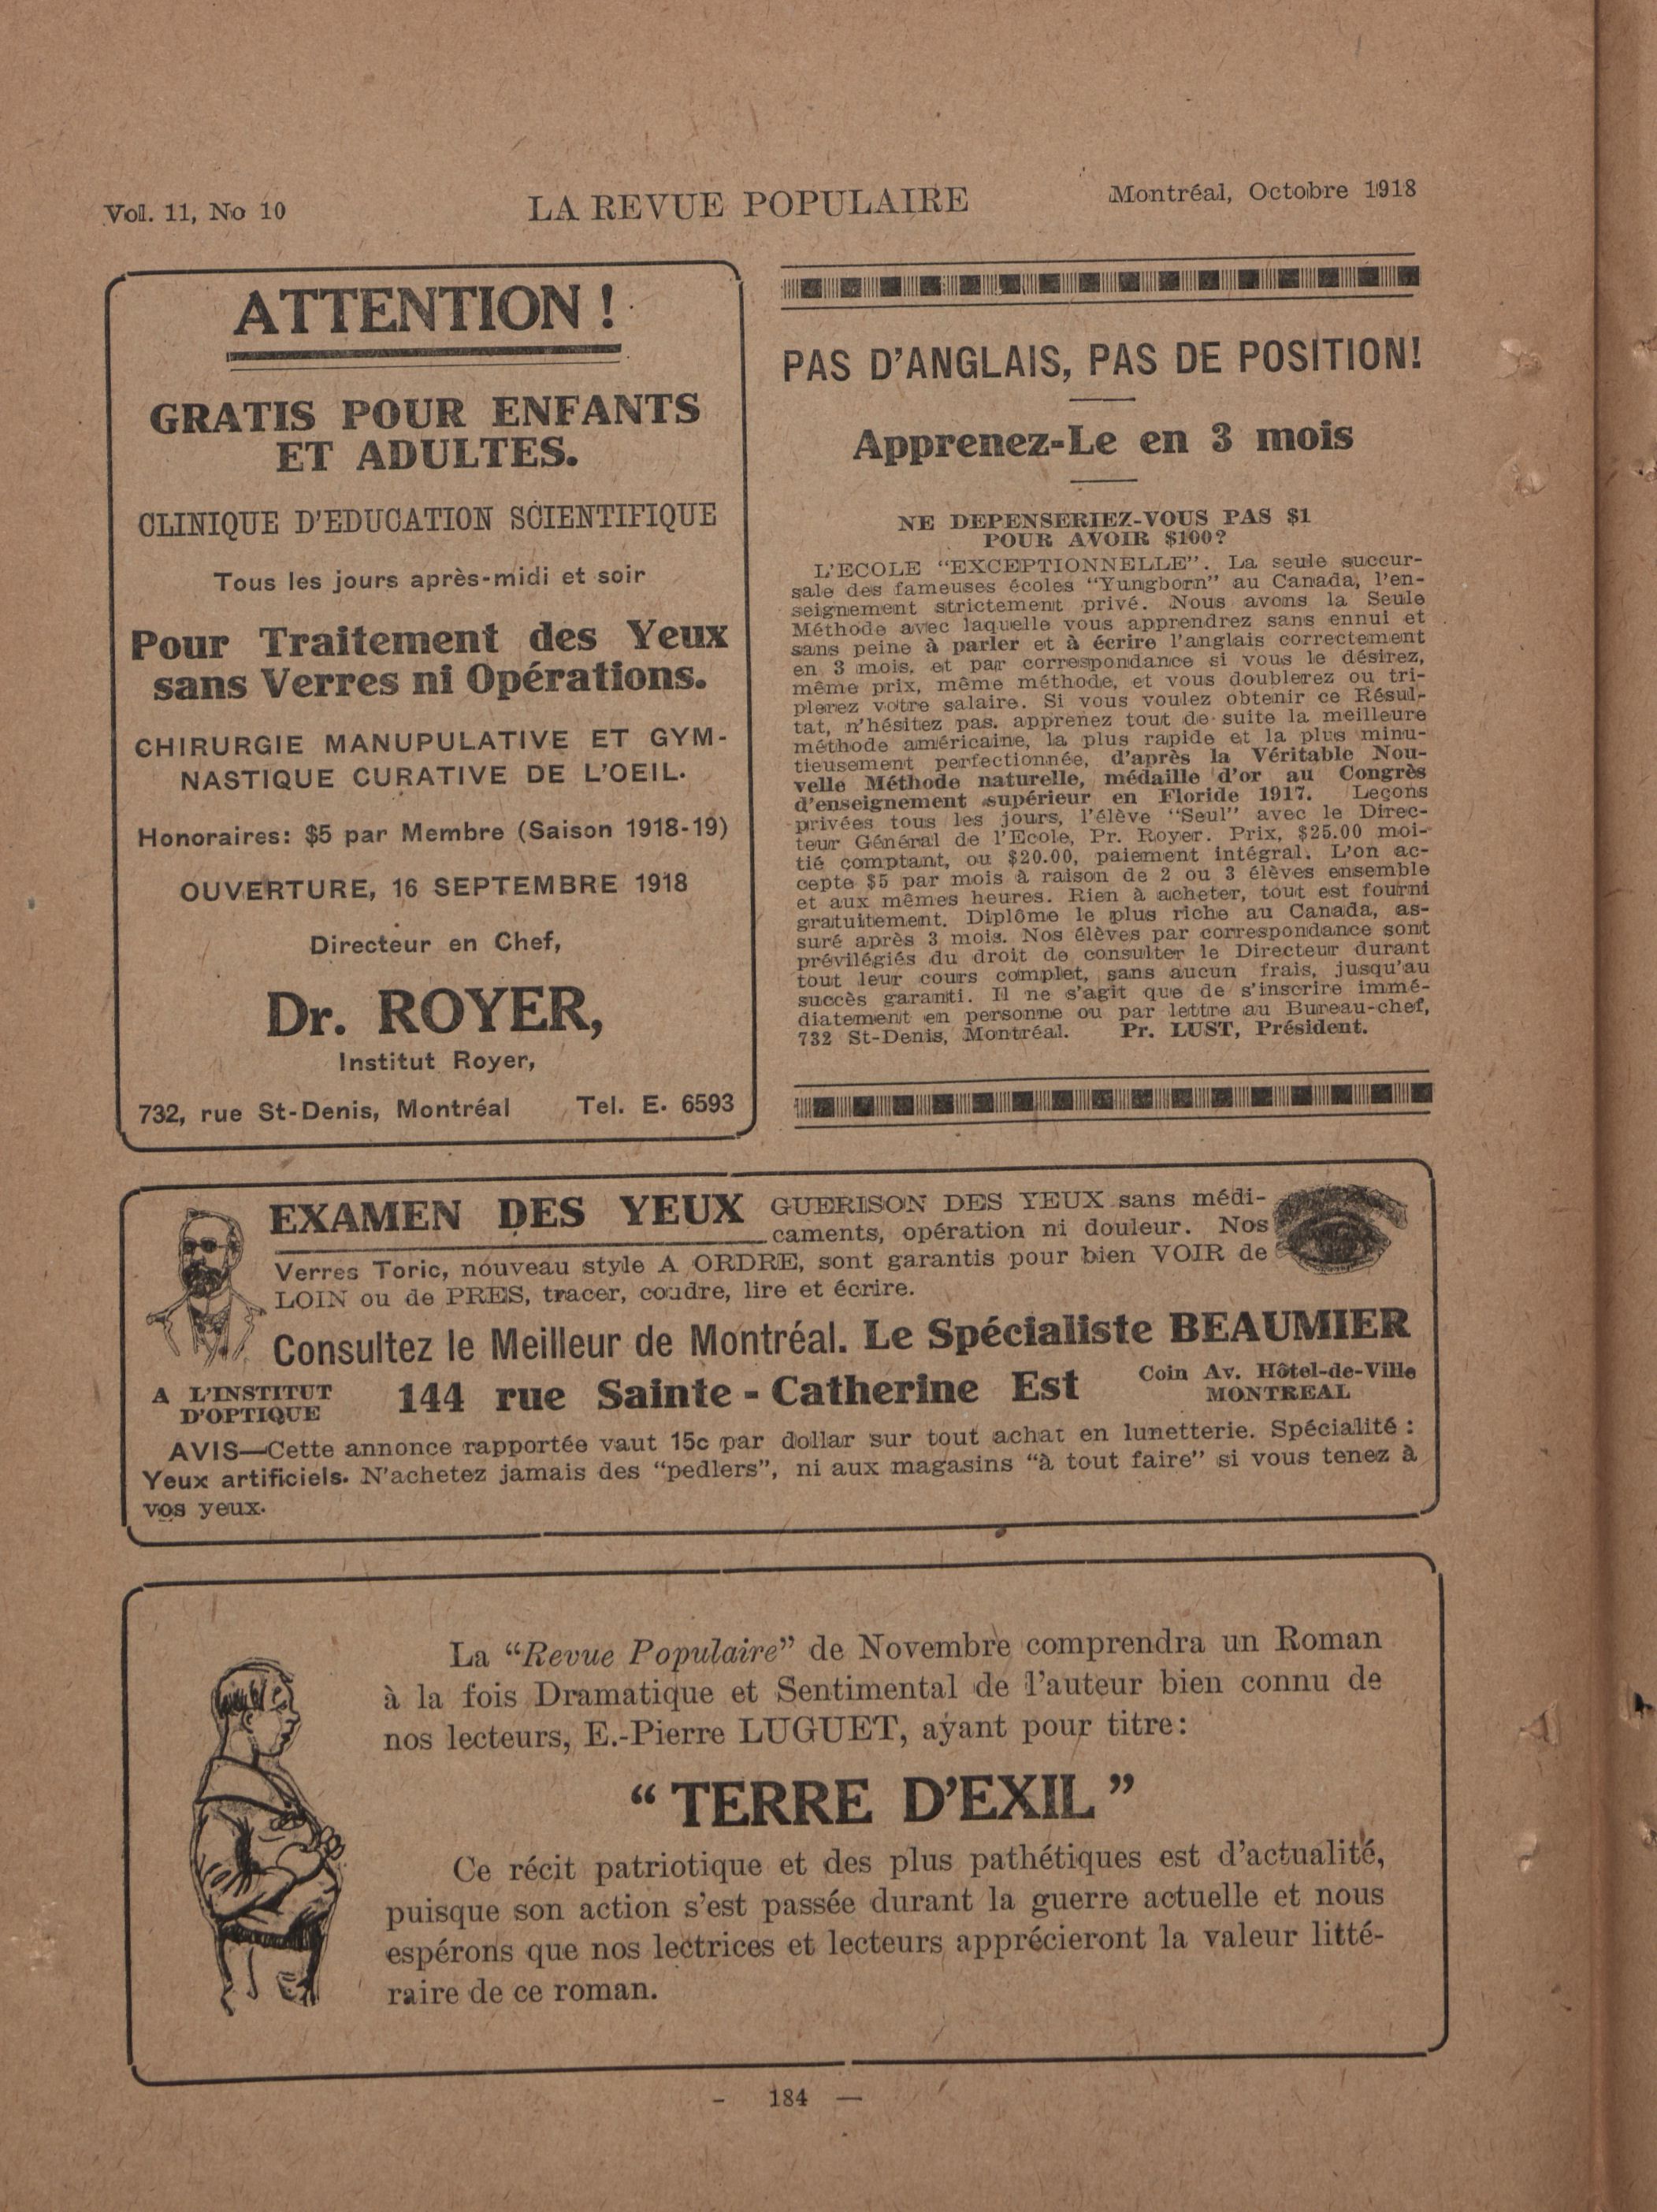 Vol. 11, No 10
LA REVUE POPULAIRE
Montréal, Octobre 1918
ATTENTION !
GRATIS POUR ENFANTS
ET ADULTES.
CLINIQUE D'EDUCATION SCIENTIFIQUE
Tous les jours après-midi et soir
Pour Traitement des Yeux
sans Verres ni Opérations.
CHIRURGIE MANUPULATIVE ET GYM-
NASTIQUE CURATIVE DE L'OEIL.
Honoraires: $5 par Membre (Saison 1918-19)
OUVERTURE, 16 SEPTEMBRE 1918
Directeur en Chef,
Dr. ROYER,
Institut Royer,
732, rue St-Denis, Montréal Tel. E. 6593
PAS D'ANGLAIS, PAS DE POSITION!
Apprenez-Le en 3 mois
NE DEPENSERIEZ-VOUS PAS $1
POUR AVOIR $100?
L'ECOLE "EXCEPTIONNELLE". La seule succur-
sale des fameuses écoles "Yungborn" au Canada, l'en-
seignement strictement privé. Nous avons la Seule
Méthode avec laquelle vous apprendrez sans ennui et
sans peine à parler et à écrire l'anglais correctement
en 3 mois, et par correspondance si vous le désirez,
même prix, même méthode, et vous doublerez ou tri-
plerez votre salaire. Si vous voulez obtenir ce Résul-
tat, n'hésitez pas, apprenez tout de suite la meilleure
méthode américaine, la plus rapide et la plus minu-
tieusement perfectionnée, d'après la Véritable Nou-
velle Méthode naturelle, médaille d'or au Congrès
d'enseignement supérieur en Floride 1917. Leçons
privées tous les jours, l'élève "Seul" avec le Direc-
teur Général de l'Ecole, Pr. Royer. Prix, $25.00 moi-
tié comptant, ou $20.00, paiement intégral. L'on ac-
cepte $5 par mois à raison de 2 ou 3 élèves ensemble
et aux mêmes heures. Rien à acheter, tout est fourni
gratuitement. Diplôme le plus riche au Canada, as-
suré après 3 mois. Nos élèves par correspondance sont
prévilégiés du droit de consulter le Directeur durant
tout leur cours complet, sans aucun frais, jusqu'au
succès garanti. Il ne s'agit que de s'inscrire immé-
diatement en personne ou par lettre au Bureau-chef,
732 St-Denis, Montréal. Pr. LUST, Président.
EXAMEN DES YEUX GUERISON DES YEUX sans médi-
caments, opération ni douleur. Nos
Verres Toric, nouveau style A ORDRE, sont garantis pour bien VOIR de
LOIN ou de PRES, tracer, coudre, lire et écrire.
Consultez le Meilleur de Montréal. Le Spécialiste BEAUMIER
A L'INSTITUT
D'OPTIQUE
144 rue Sainte-Catherine Est
Coin Av. Hôtel-de-Ville
MONTREAL
AVIS—Cette annonce rapportée vaut 15c par dollar sur tout achat en lunetterie. Spécialité :
Yeux artificiels. N'achetez jamais des "pedlers", ni aux magasins "à tout faire" si vous tenez à
vos yeux.
La "Revue Populaire" de Novembre comprendra un Roman
à la fois Dramatique et Sentimental de l'auteur bien connu de
nos lecteurs, E.-Pierre LUGUET, ayant pour titre:
" TERRE D'EXIL "
Ce récit patriotique et des plus pathétiques est d'actualité,
puisque son action s'est passée durant la guerre actuelle et nous
espérons que nos lectrices et lecteurs apprécieront la valeur litté-
raire de ce roman.
- 184 —